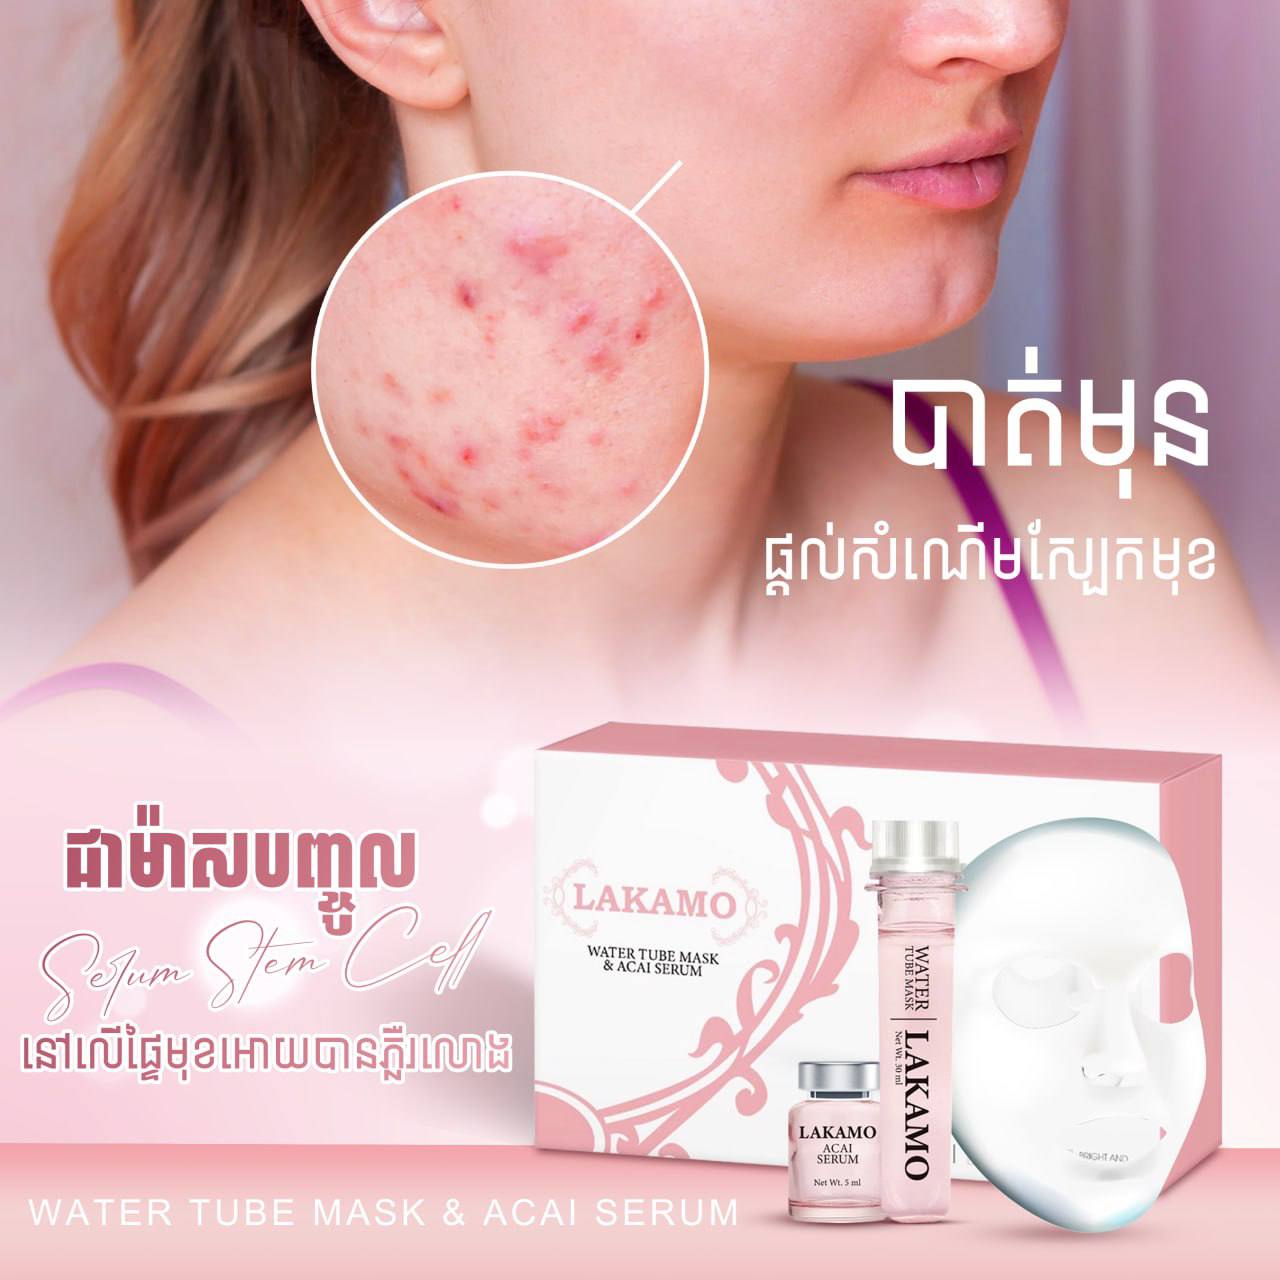 បាត់មុន
ផ្ដល់សំណើមស្បែកមុខ
ជាម៉ាសបញ្ចូល
Serum Stem Cell
នៅលើផ្ទៃមុខអោយបានភ្លឺរលោង
LAKAMO
WATER TUBE MASK
& ACAI SERUM
WATER
TUBE MASK
LAKAMO
Net Wt. 30 ml
LAKAMO
ACAI
SERUM
Net Wt. 5 ml
BRIGHT AND
WATER TUBE MASK & ACAI SERUM